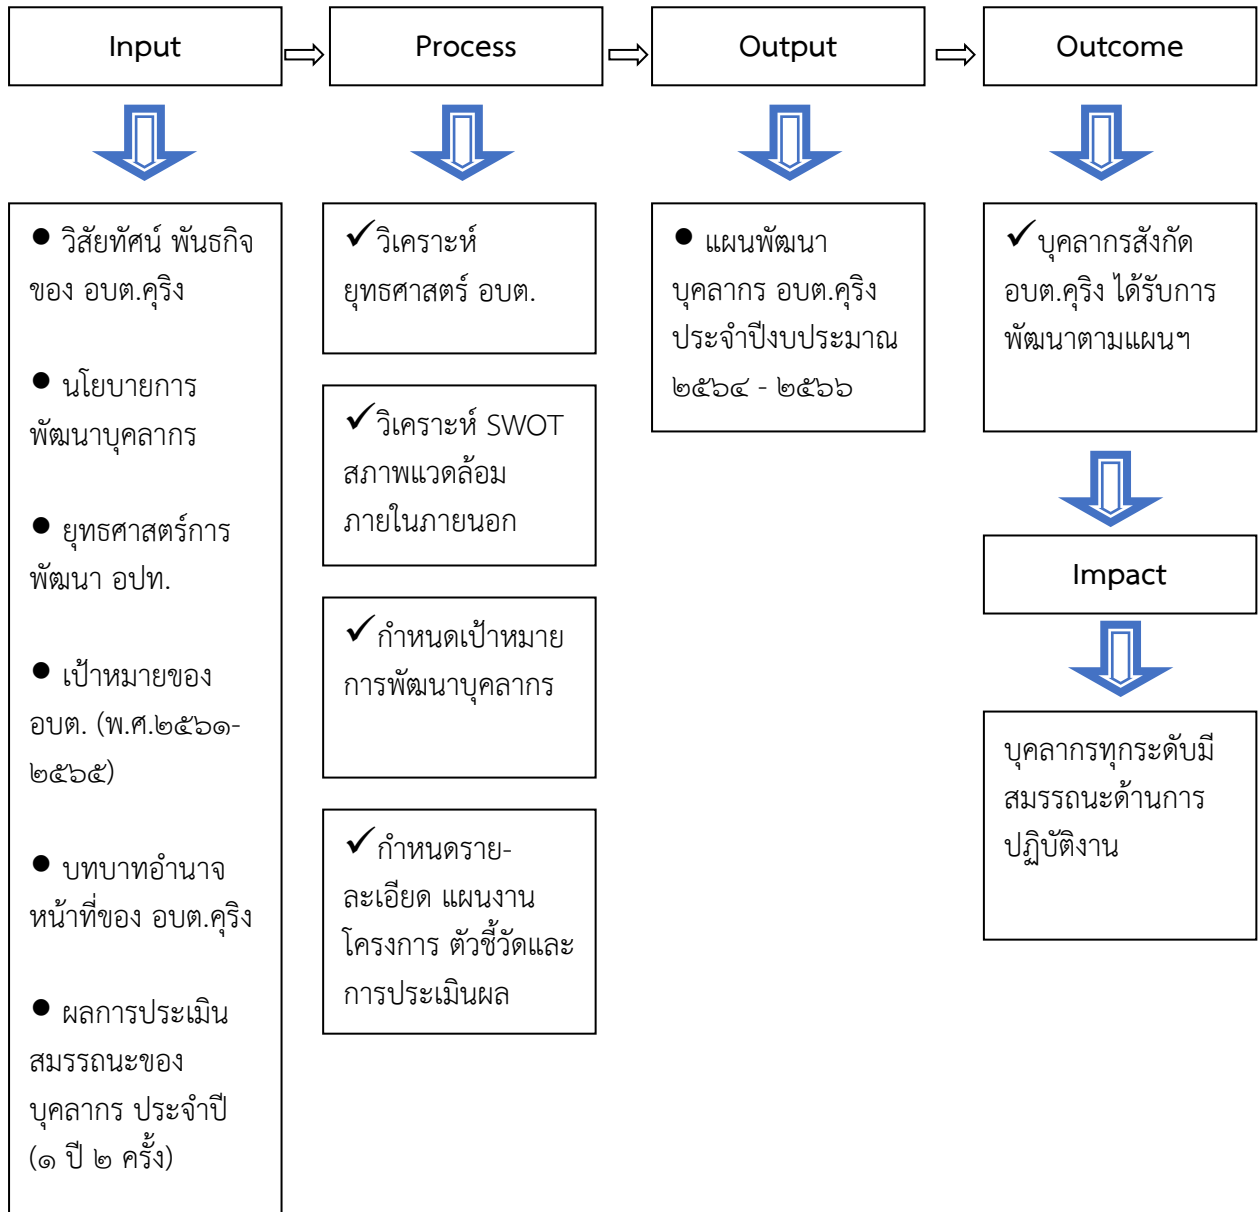 Input
Process
Output
Outcome
● วิสัยทัศน์ พันธกิจ
ของ อบต.คุริง
● นโยบายการ
พัฒนาบุคลากร
● ยุทธศาสตร์การ
พัฒนา อปท.
● เป้าหมายของ
อบต. (พ.ศ.๒๕๖๑-
๒๕๖๕)
● บทบาทอำนาจ
หน้าที่ของ อบต.คุริง
● ผลการประเมิน
สมรรถนะของ
บุคลากร ประจำปี
(๑ ปี ๒ ครั้ง)
✓วิเคราะห์
ยุทธศาสตร์ อบต.
✓วิเคราะห์ SWOT
สภาพแวดล้อม
ภายในภายนอก
✓กำหนดเป้าหมาย
การพัฒนาบุคลากร
✓กำหนดราย-
ละเอียด แผนงาน
โครงการ ตัวชี้วัดและ
การประเมินผล
● แผนพัฒนา
บุคลากร อบต.คุริง
ประจำปีงบประมาณ
๒๕๖๔ - ๒๕๖๖
✓บุคลากรสังกัด
อบต.คุริง ได้รับการ
พัฒนาตามแผนฯ
Impact
บุคลากรทุกระดับมี
สมรรถนะด้านการ
ปฏิบัติงาน